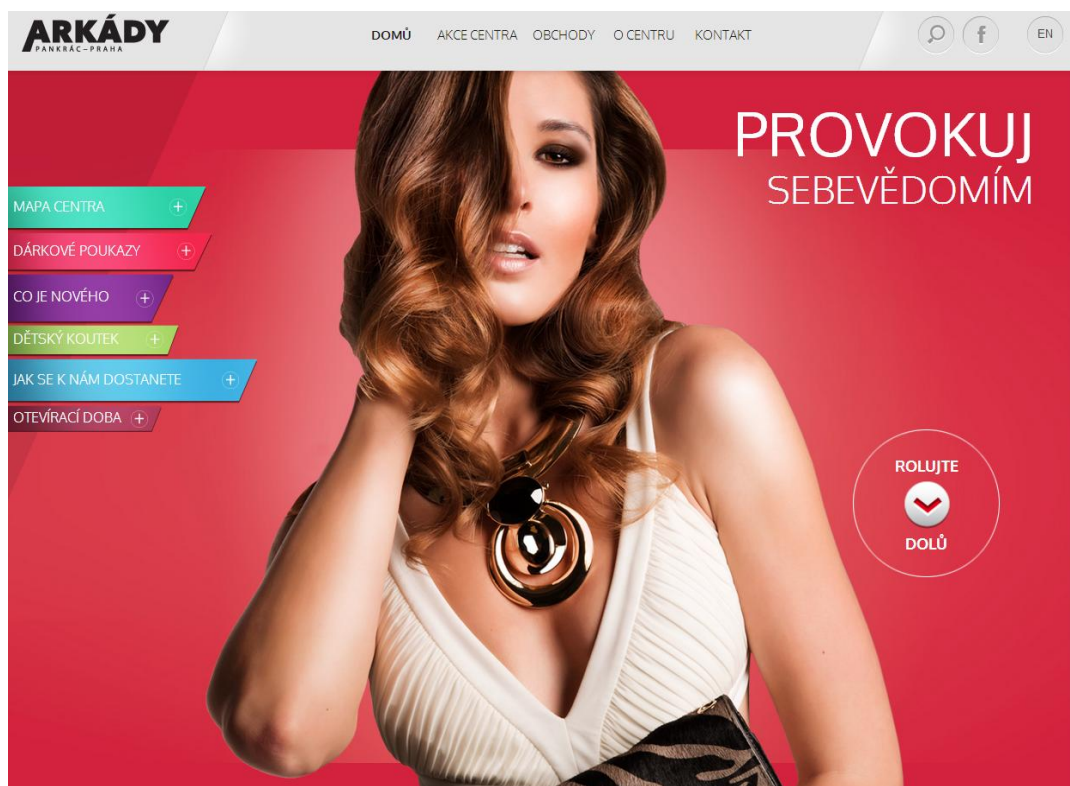 ARKÁDY
PANKRÁC–PRAHA
DOMŮ AKCE CENTRA OBCHODY O CENTRU KONTAKT
EN
PROVOKUJ
SEBEVĚDOMÍM
MAPA CENTRA
DÁRKOVÉ POUKAZY
CO JE NOVÉHO
DĚTSKÝ KOUTEK
JAK SE K NÁM DOSTANETE
OTEVÍRACÍ DOBA
ROLUJTE
DOLŮ